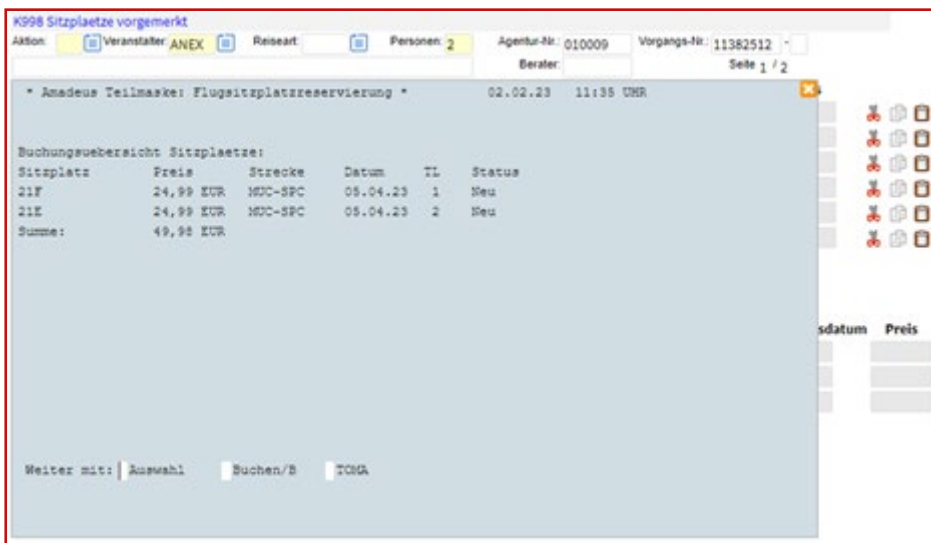 K998 Sitzplaetze vorgemerkt
Aktion: Veranstalter: ANEX Reiseart: Personen: 2 Agentur-Nr.: 010009 Vorgangs-Nr.: 11382512 -
Berater: Seite 1 / 2
* Amadeus Teilmaske: Flugsitzplatzreservierung * 02.02.23 11:35 UHR
Buchungsuebersicht Sitzplaetze:
Sitzplatz Preis Strecke Datum TL Status
21F 24,99 EUR MUC-SPC 05.04.23 1 Neu
21E 24,99 EUR MUC-SPC 05.04.23 2 Neu
Summe: 49,98 EUR
sdatum Preis
Weiter mit: Auswahl Buchen/B TOMA